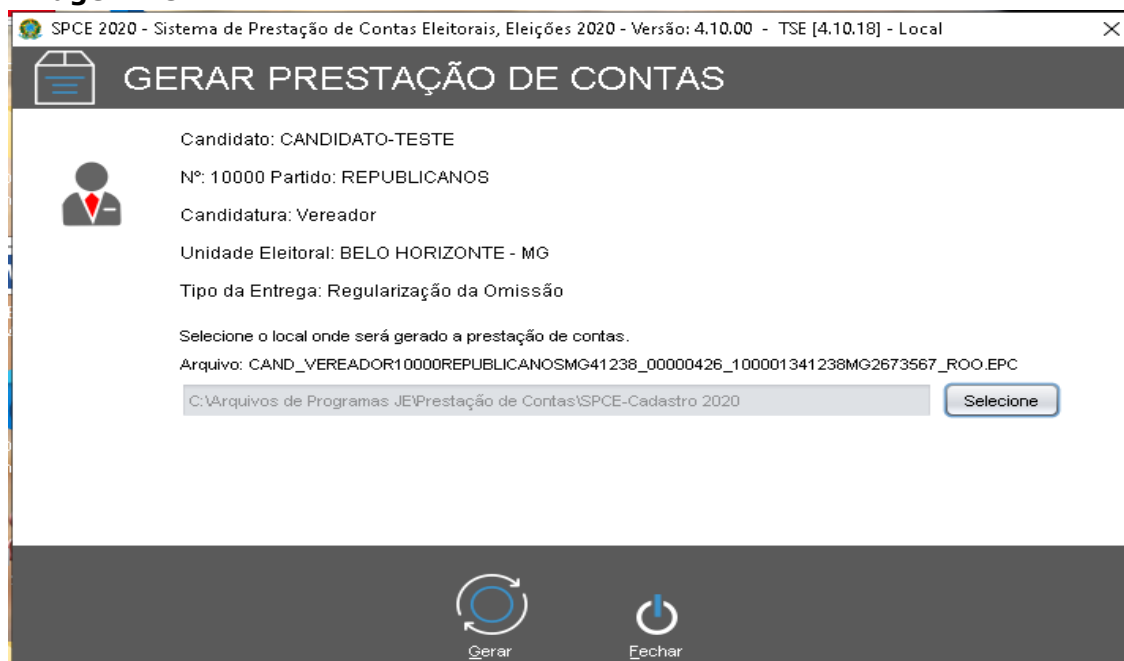 SPCE 2020 - Sistema de Prestação de Contas Eleitorais, Eleições 2020 - Versão: 4.10.00 - TSE [4.10.18] - Local
GERAR PRESTAÇÃO DE CONTAS
Candidato: CANDIDATO-TESTE
Nº: 10000 Partido: REPUBLICANOS
Candidatura: Vereador
Unidade Eleitoral: BELO HORIZONTE - MG
Tipo da Entrega: Regularização da Omissão
Selecione o local onde será gerado a prestação de contas.
Arquivo: CAND_VEREADOR10000REPUBLICANOSMG41238_00000426_100001341238MG2673567_ROO.EPC
C:\Arquivos de Programas JE\Prestação de Contas\SPCE-Cadastro 2020
Selecione
Gerar
Fechar